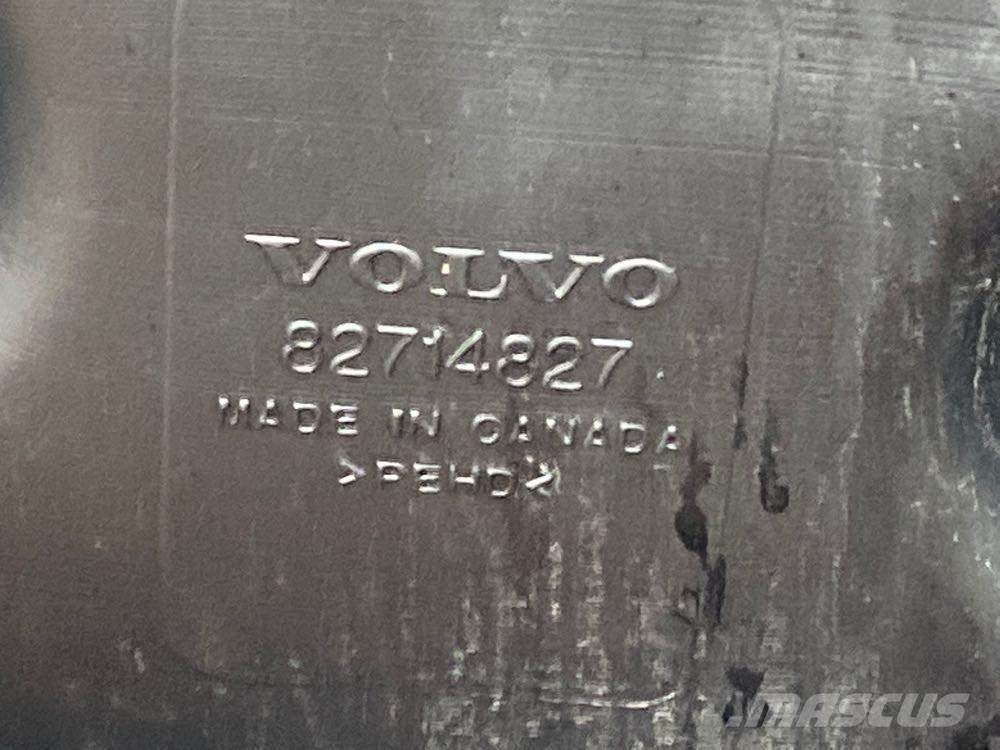 VOLVO
82714827
MADE IN CANADA
>PEHD<
MASCUS